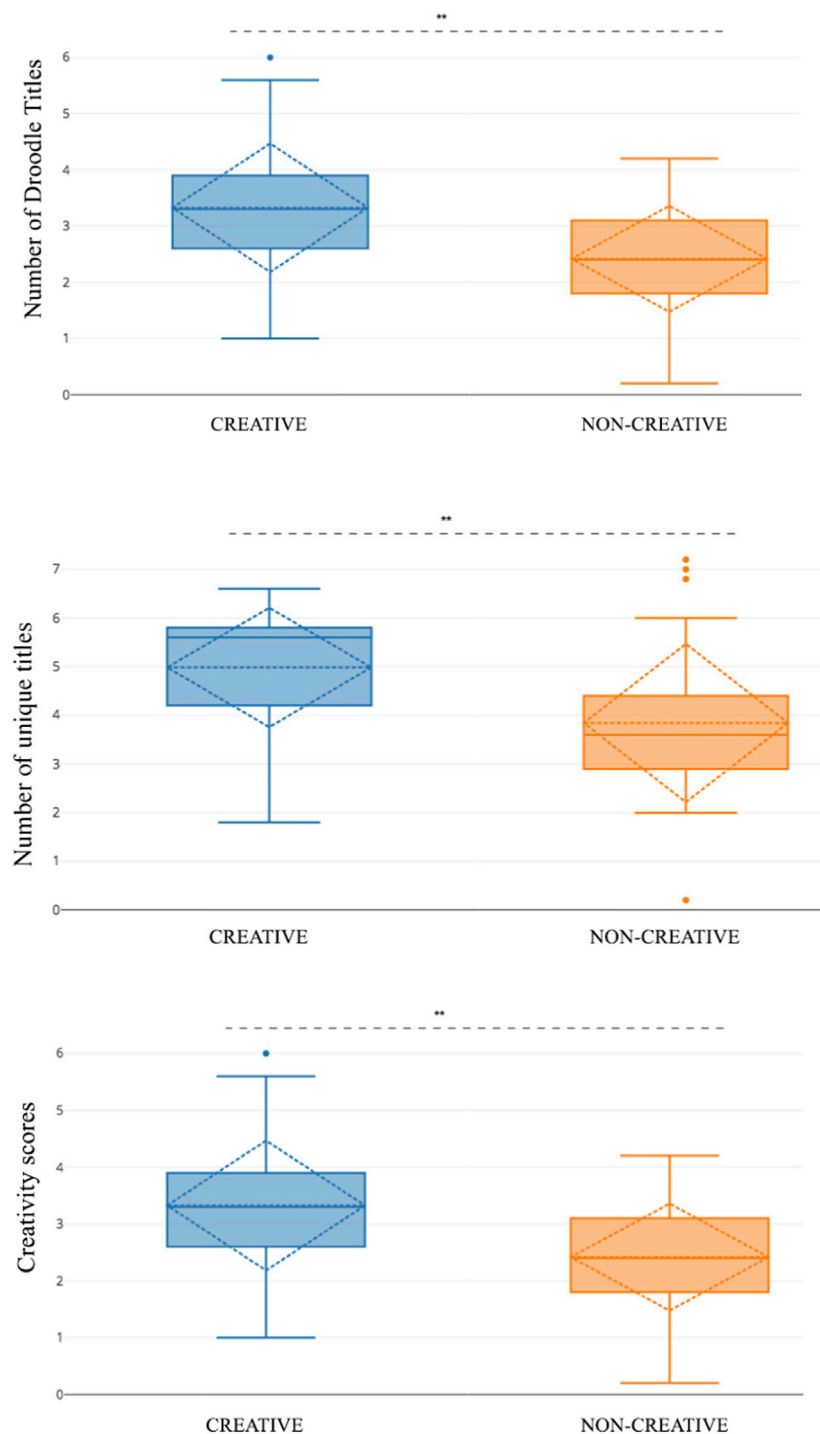 **
Number of Droodle Titles
6
5
4
3
2
1
0
CREATIVE
NON-CREATIVE
**
Number of unique titles
7
6
5
4
3
2
1
0
CREATIVE
NON-CREATIVE
**
Creativity scores
6
5
4
3
2
1
0
CREATIVE
NON-CREATIVE